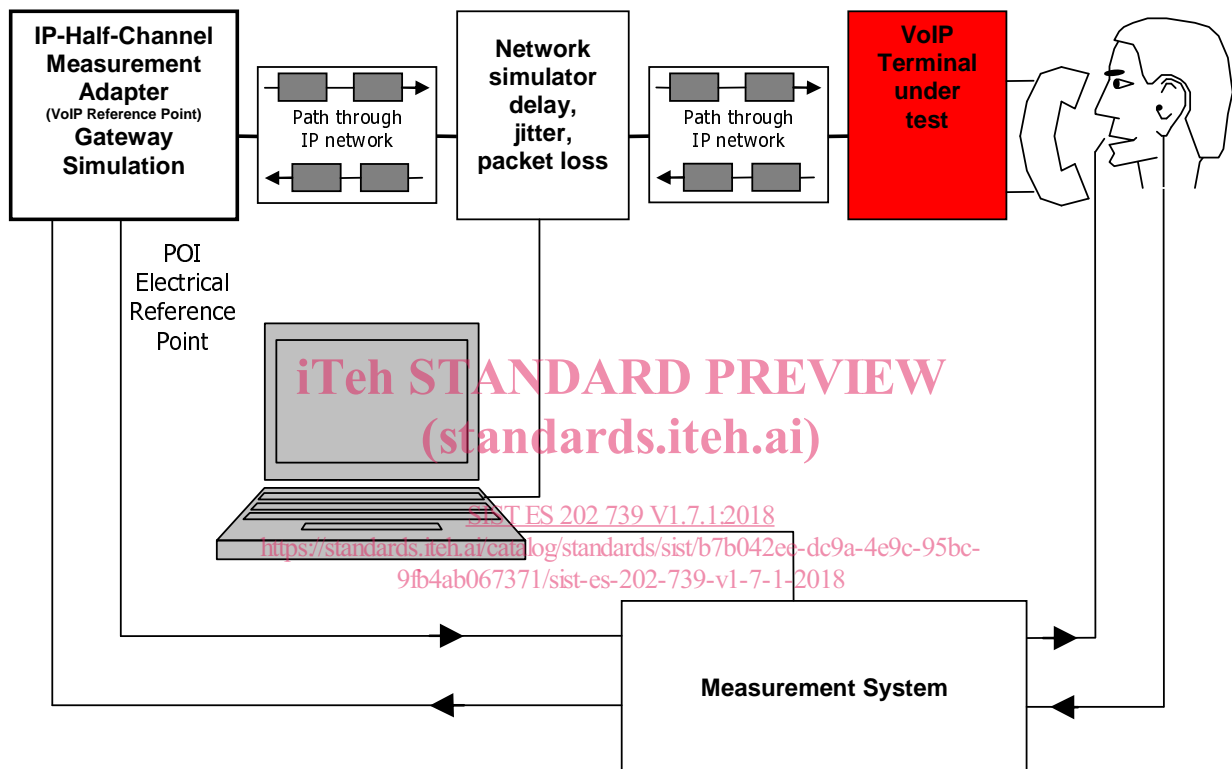 IP-Half-Channel
Measurement
Adapter
(VoIP Reference Point)
Gateway
Simulation
Path through
IP network
Network
simulator
delay,
jitter,
packet loss
Path through
IP network
VoIP
Terminal
under
test
POI
Electrical
Reference
Point
iTeh STANDARD PREVIEW
(standards.iteh.ai)
SIST ES 202 739 V1.7.1:2018
https://standards.iteh.ai/catalog/standards/sist/b7b042ee-dc9a-4e9c-95bc-
9fb4ab067371/sist-es-202-739-v1-7-1-2018
Measurement System